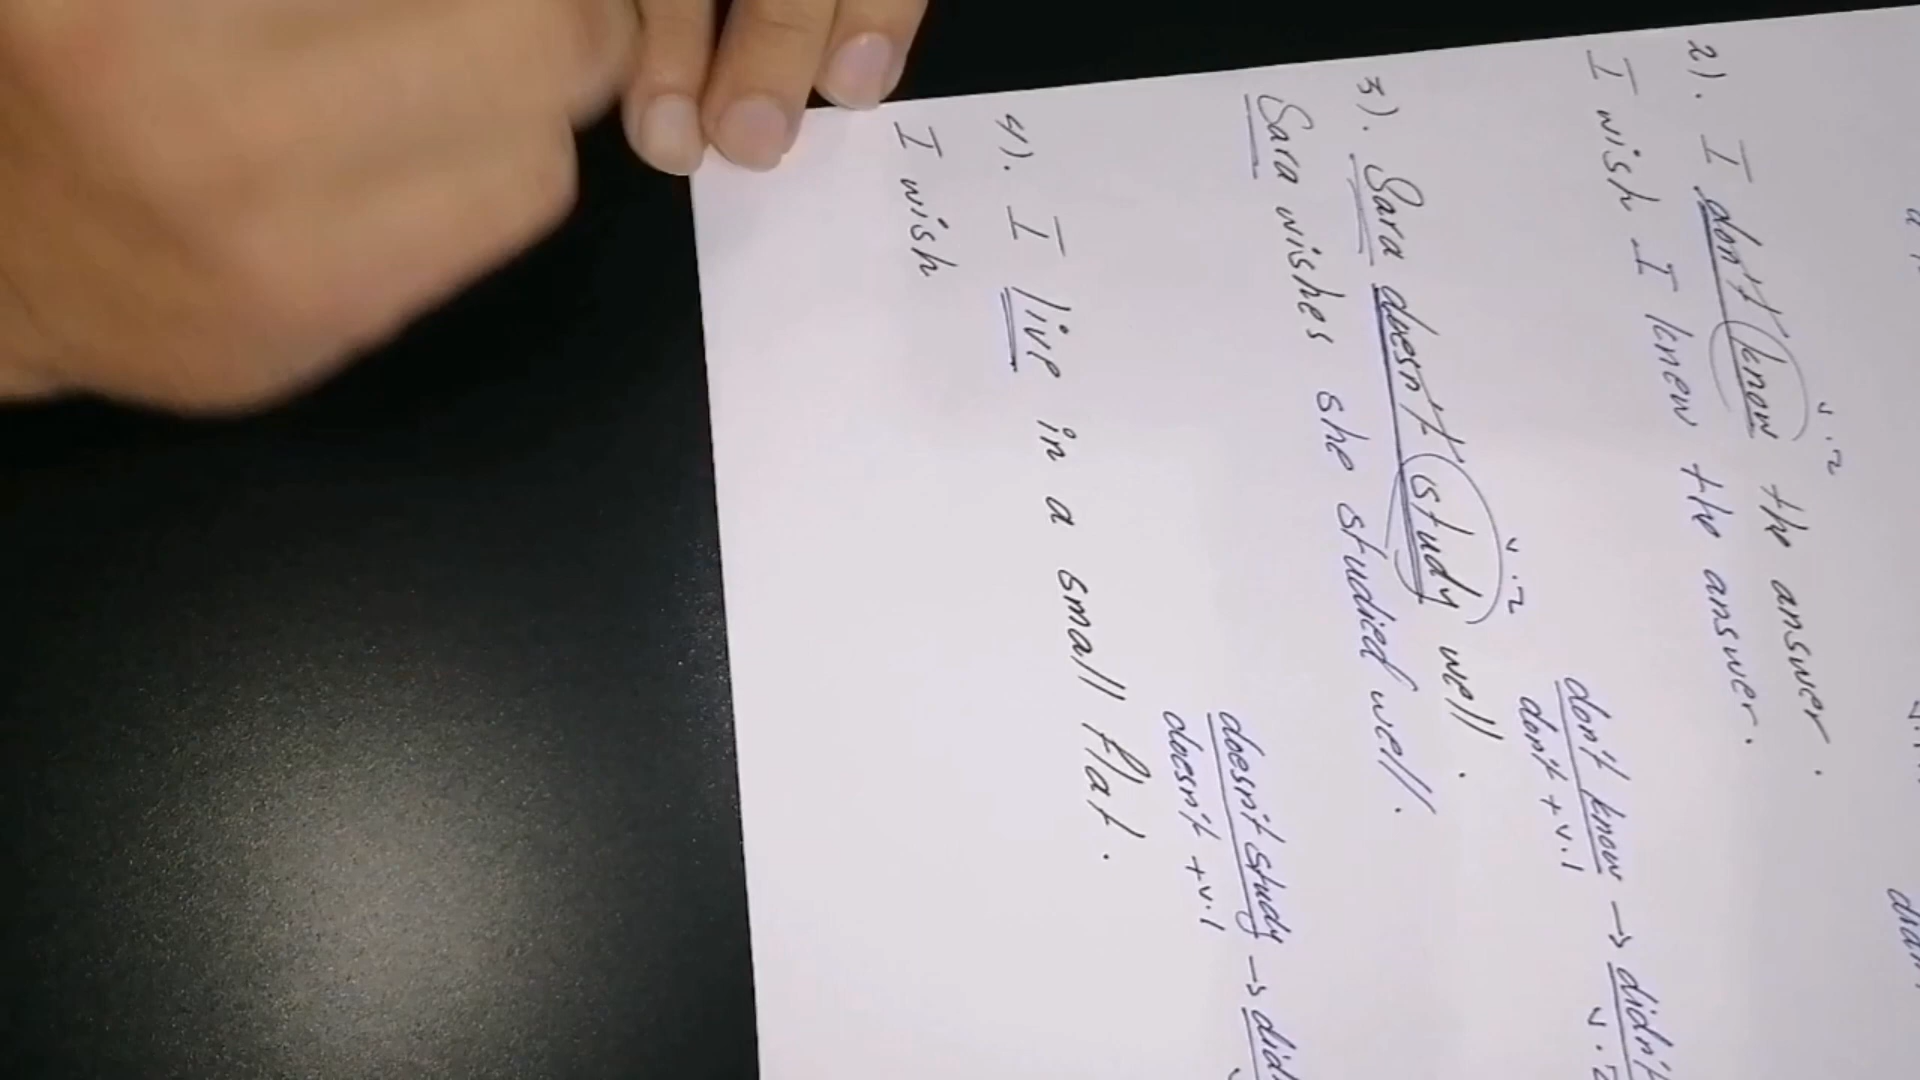 2). I don't know the answer.
v.2
I wish I knew the answer.
don't know → didn't
don't + v.1
v.2
3). Sara doesn't study well.
v.2
Sara wishes she studied well.
doesn't study →
doesn't + v.1
4). I live in a small flat.
I wish